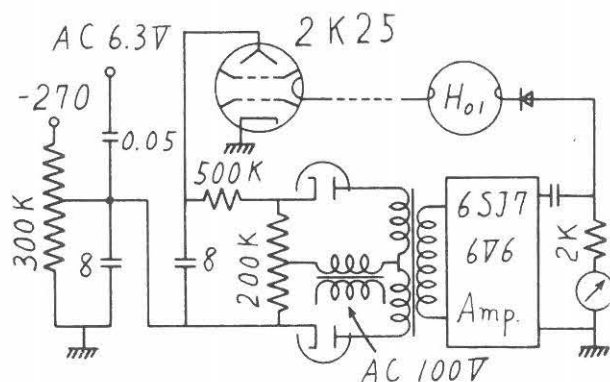 2K25
AC 6.3V
-270
0.05
H01
500K
300K
8
8
200K
6SJ7
6V6
Amp.
2K
AC 100V